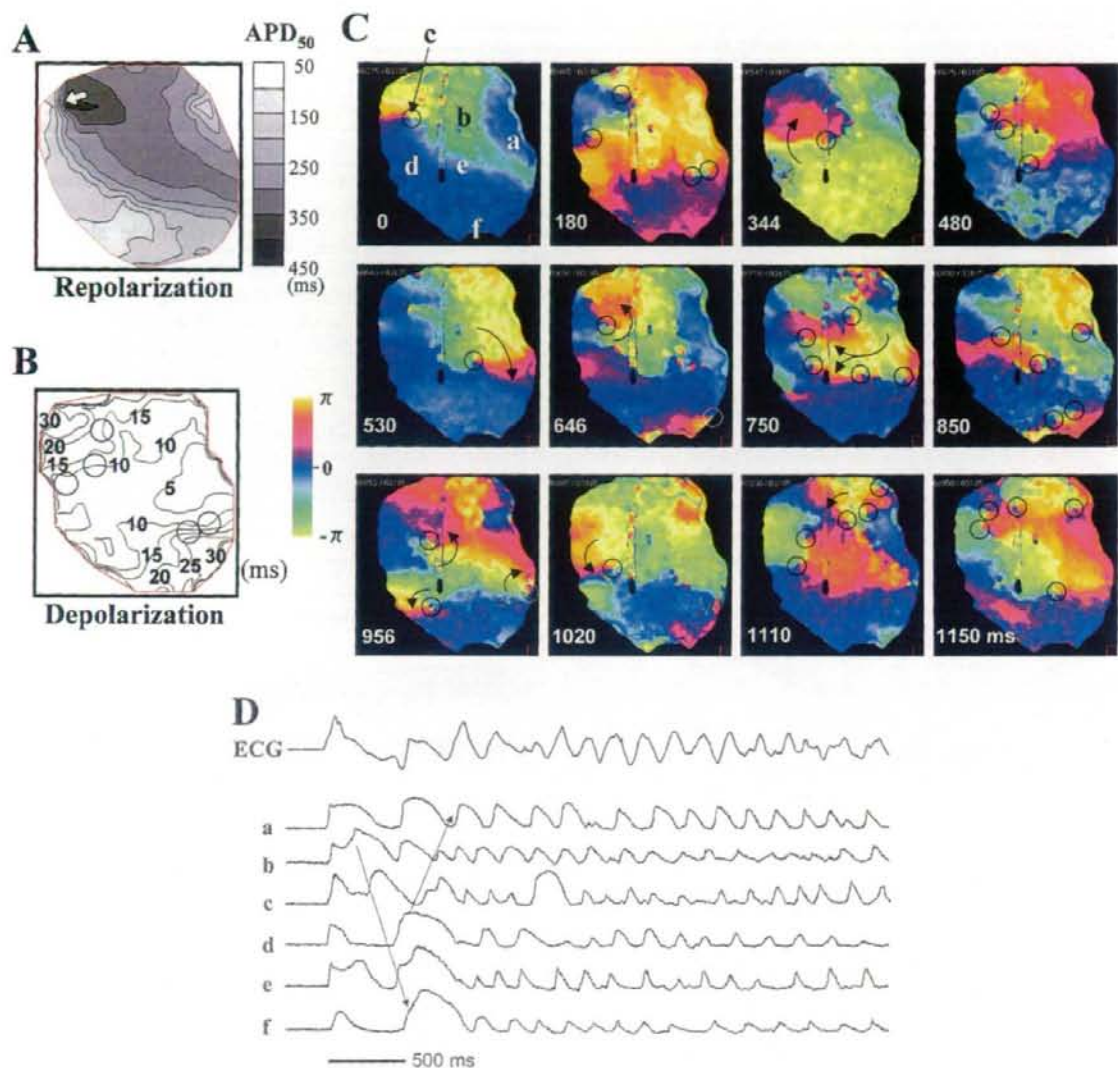 A
APD50
50
50
150
250
350
450
(ms)
Repolarization
B
30
15
20
10
15
10
5
10
15
25
30
20
(ms)
Depolarization
C
c
b
a
d
e
f
0
180
344
480
π
0
-π
530
646
750
850
956
1020
1110
1150 ms
D
ECG
a
b
c
d
e
f
500 ms